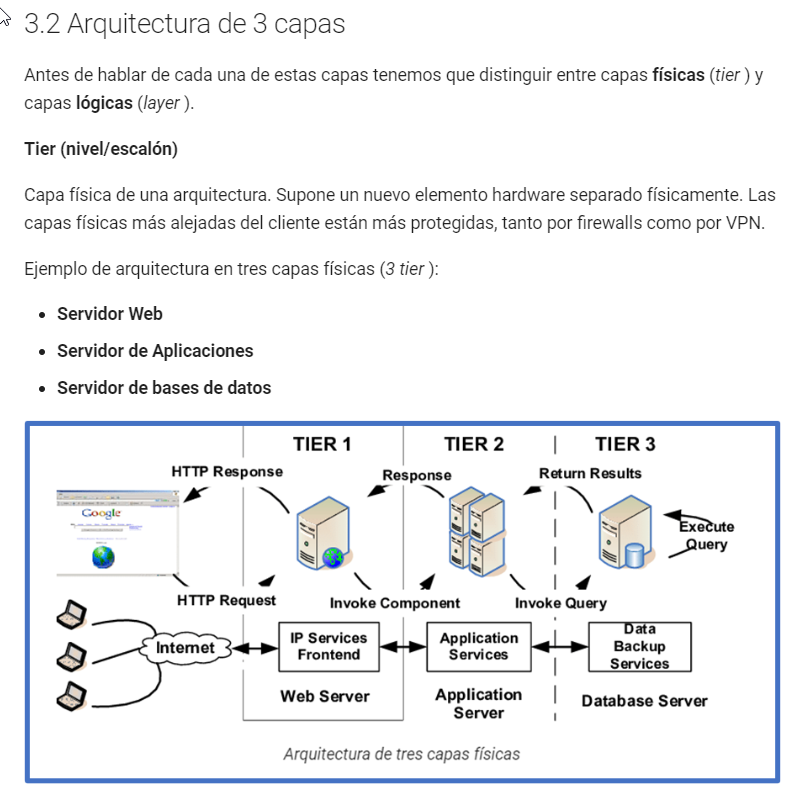 3.2 Arquitectura de 3 capas
Antes de hablar de cada una de estas capas tenemos que distinguir entre capas físicas (tier ) y
capas lógicas (layer ).
Tier (nivel/escalón)
Capa física de una arquitectura. Supone un nuevo elemento hardware separado físicamente. Las
capas físicas más alejadas del cliente están más protegidas, tanto por firewalls como por VPN.
Ejemplo de arquitectura en tres capas físicas (3 tier ):
• Servidor Web
• Servidor de Aplicaciones
• Servidor de bases de datos
TIER 1 TIER 2 TIER 3
HTTP Response Response Return Results
Google
Execute
Query
HTTP Request Invoke Component Invoke Query
Internet
IP Services
Frontend
Application
Services
Data
Backup
Services
Web Server
Application
Server
Database Server
Arquitectura de tres capas físicas